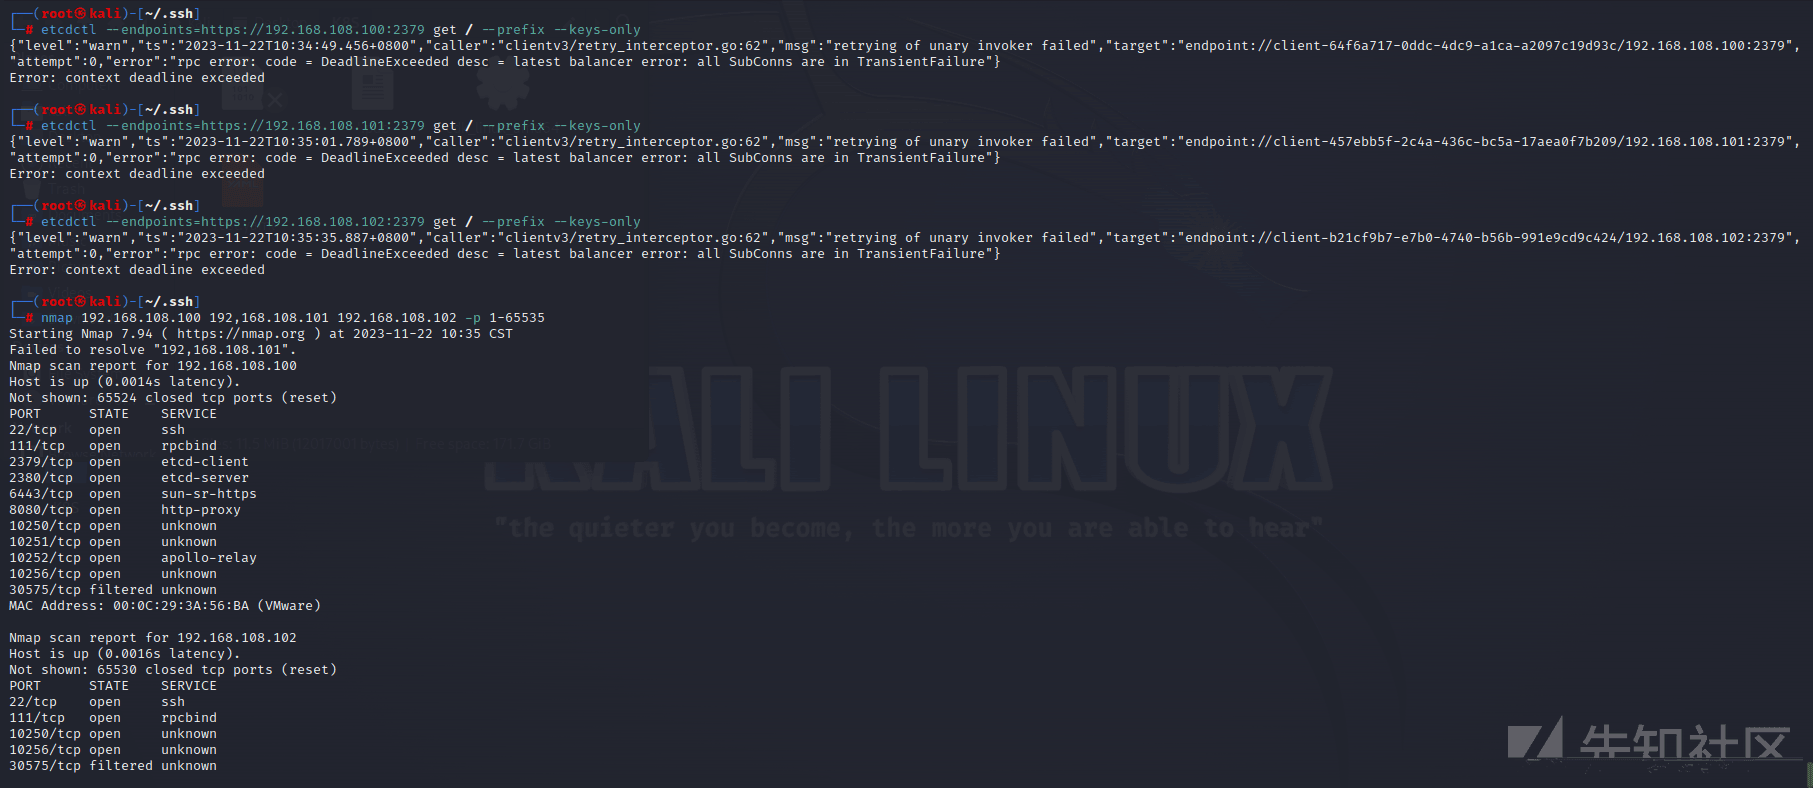 ┌──(root㉿kali)-[~/.ssh]
└─# etcdctl --endpoints=https://192.168.108.100:2379 get / --prefix --keys-only
{"level":"warn","ts":"2023-11-22T10:34:49.456+0800","caller":"clientv3/retry_interceptor.go:62","msg":"retrying of unary invoker failed","target":"endpoint://client-64f6a717-0ddc-4dc9-a1ca-a2097c19d93c/192.168.108.100:2379",
"attempt":0,"error":"rpc error: code = DeadlineExceeded desc = latest balancer error: all SubConns are in TransientFailure"}
Error: context deadline exceeded
┌──(root㉿kali)-[~/.ssh]
└─# etcdctl --endpoints=https://192.168.108.101:2379 get / --prefix --keys-only
{"level":"warn","ts":"2023-11-22T10:35:01.789+0800","caller":"clientv3/retry_interceptor.go:62","msg":"retrying of unary invoker failed","target":"endpoint://client-457ebb5f-2c4a-436c-bc5a-17aea0f7b209/192.168.108.101:2379",
"attempt":0,"error":"rpc error: code = DeadlineExceeded desc = latest balancer error: all SubConns are in TransientFailure"}
Error: context deadline exceeded
┌──(root㉿kali)-[~/.ssh]
└─# etcdctl --endpoints=https://192.168.108.102:2379 get / --prefix --keys-only
{"level":"warn","ts":"2023-11-22T10:35:35.887+0800","caller":"clientv3/retry_interceptor.go:62","msg":"retrying of unary invoker failed","target":"endpoint://client-b21cf9b7-e7b0-4740-b56b-991e9cd9c424/192.168.108.102:2379",
"attempt":0,"error":"rpc error: code = DeadlineExceeded desc = latest balancer error: all SubConns are in TransientFailure"}
Error: context deadline exceeded
┌──(root㉿kali)-[~/.ssh]
└─# nmap 192.168.108.100 192,168.108.101 192.168.108.102 -p 1-65535
Starting Nmap 7.94 ( https://nmap.org ) at 2023-11-22 10:35 CST
Failed to resolve "192,168.108.101".
Nmap scan report for 192.168.108.100
Host is up (0.0014s latency).
Not shown: 65524 closed tcp ports (reset)
PORT STATE SERVICE
22/tcp open ssh
111/tcp open rpcbind
2379/tcp open etcd-client
2380/tcp open etcd-server
6443/tcp open sun-sr-https
8080/tcp open http-proxy
10250/tcp open unknown
10251/tcp open unknown
10252/tcp open apollo-relay
10256/tcp open unknown
30575/tcp filtered unknown
MAC Address: 00:0C:29:3A:56:BA (VMware)
Nmap scan report for 192.168.108.102
Host is up (0.0016s latency).
Not shown: 65530 closed tcp ports (reset)
PORT STATE SERVICE
22/tcp open ssh
111/tcp open rpcbind
10250/tcp open unknown
10256/tcp open unknown
30575/tcp filtered unknown
KALI LINUX
"the quieter you become, the more you are able to hear"
先知社区